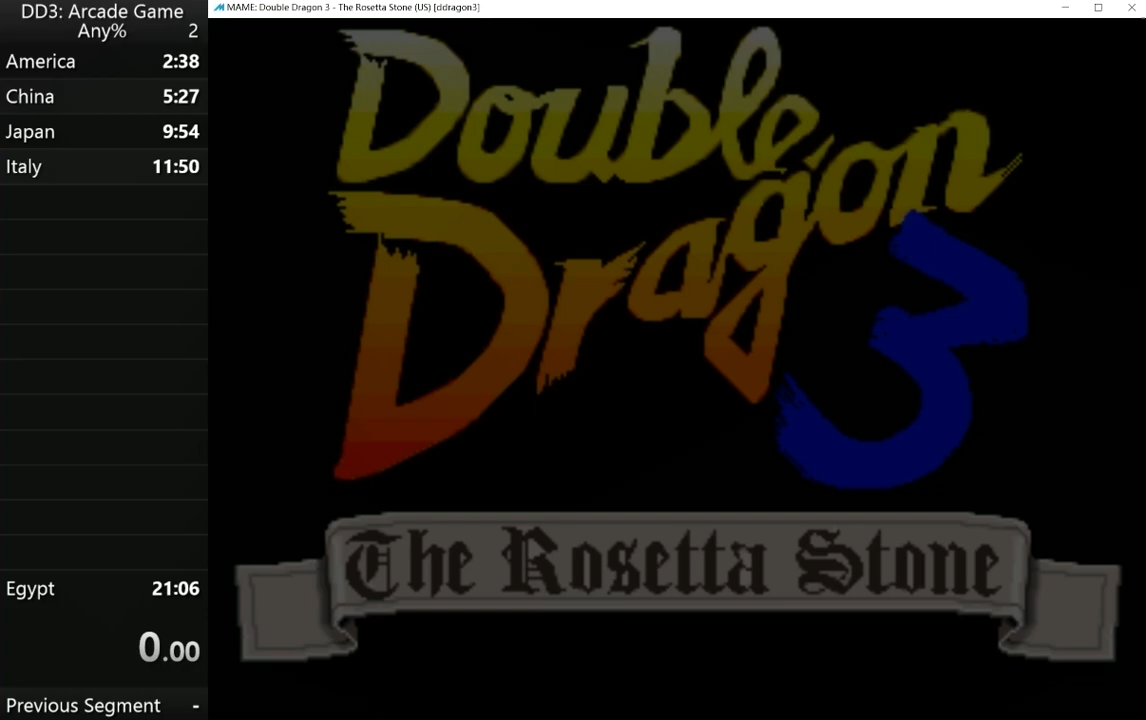 DD3: Arcade Game
Any% 2
America 2:38
China 5:27
Japan 9:54
Italy 11:50
Egypt 21:06
0.00
Previous Segment -
MAME: Double Dragon 3 - The Rosetta Stone (US) [ddragon3]
Double
Dragon
3
The Rosetta Stone